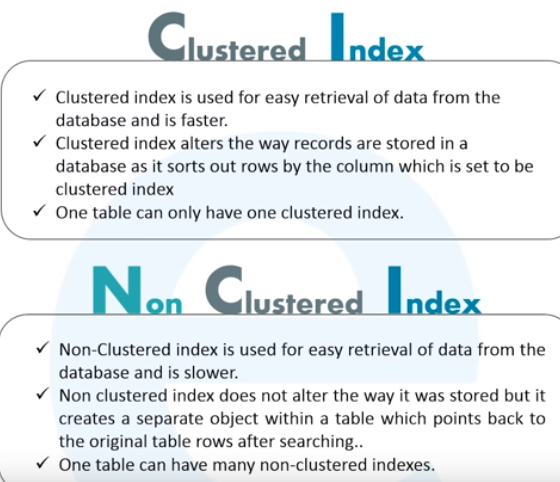 Clustered Index
✓ Clustered index is used for easy retrieval of data from the
database and is faster.
✓ Clustered index alters the way records are stored in a
database as it sorts out rows by the column which is set to be
clustered index
✓ One table can only have one clustered index.
Non Clustered Index
✓ Non-Clustered index is used for easy retrieval of data from the
database and is slower.
✓ Non clustered index does not alter the way it was stored but it
creates a separate object within a table which points back to
the original table rows after searching..
✓ One table can have many non-clustered indexes.